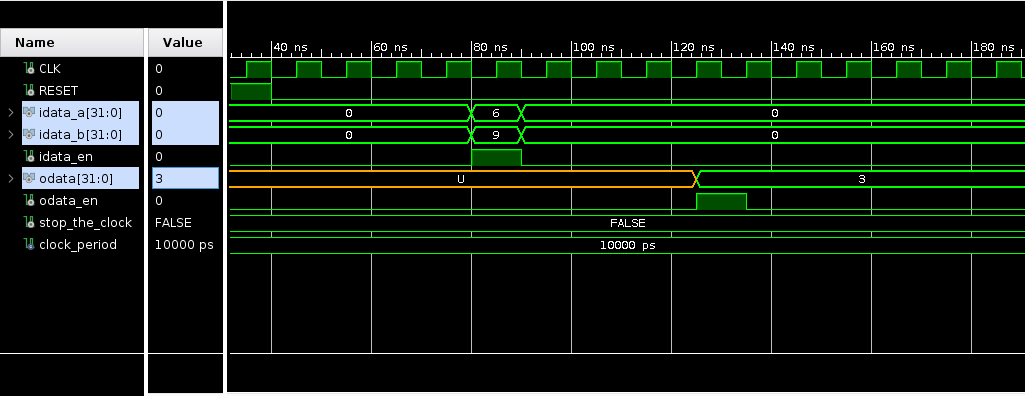 Name Value
40 ns 60 ns 80 ns 100 ns 120 ns 140 ns 160 ns 180 ns
CLK 0
RESET 0
idata_a[31:0] 0 0 6 0
idata_b[31:0] 0 0 9 0
idata_en 0
odata[31:0] 3 U 3
odata_en 0
stop_the_clock FALSE FALSE
clock_period 10000 ps 10000 ps